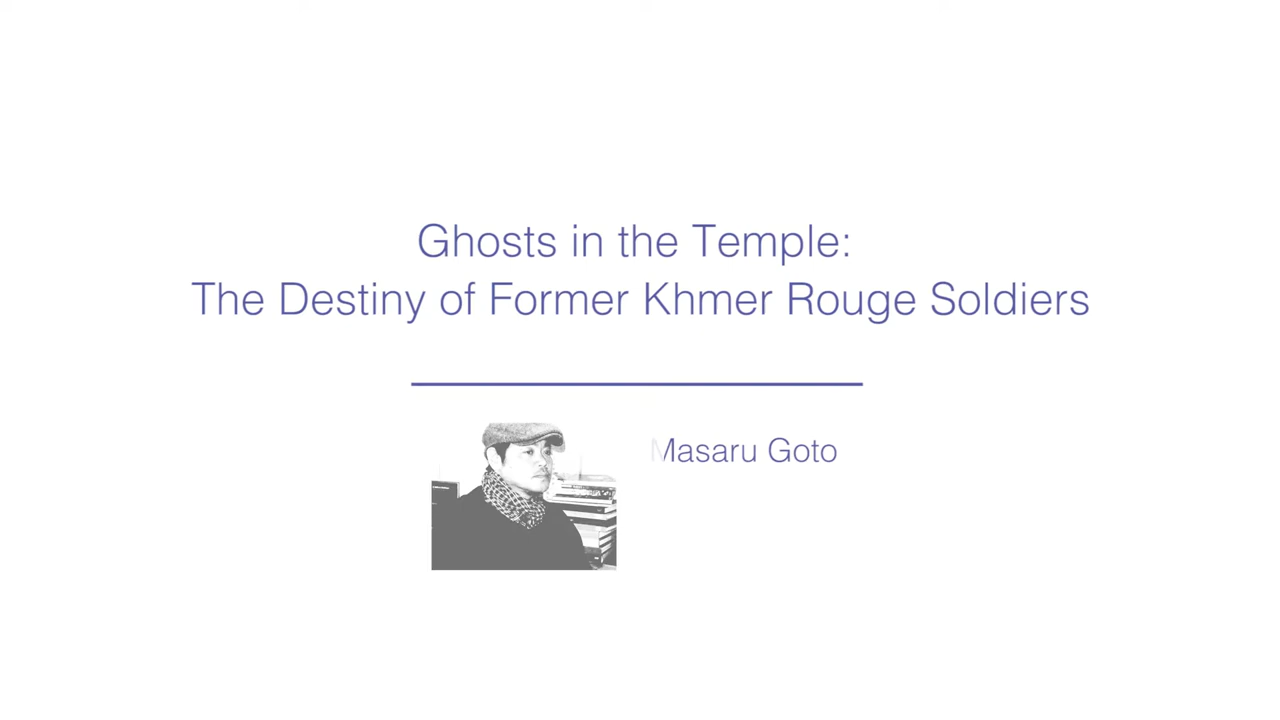 Ghosts in the Temple:
The Destiny of Former Khmer Rouge Soldiers
Masaru Goto